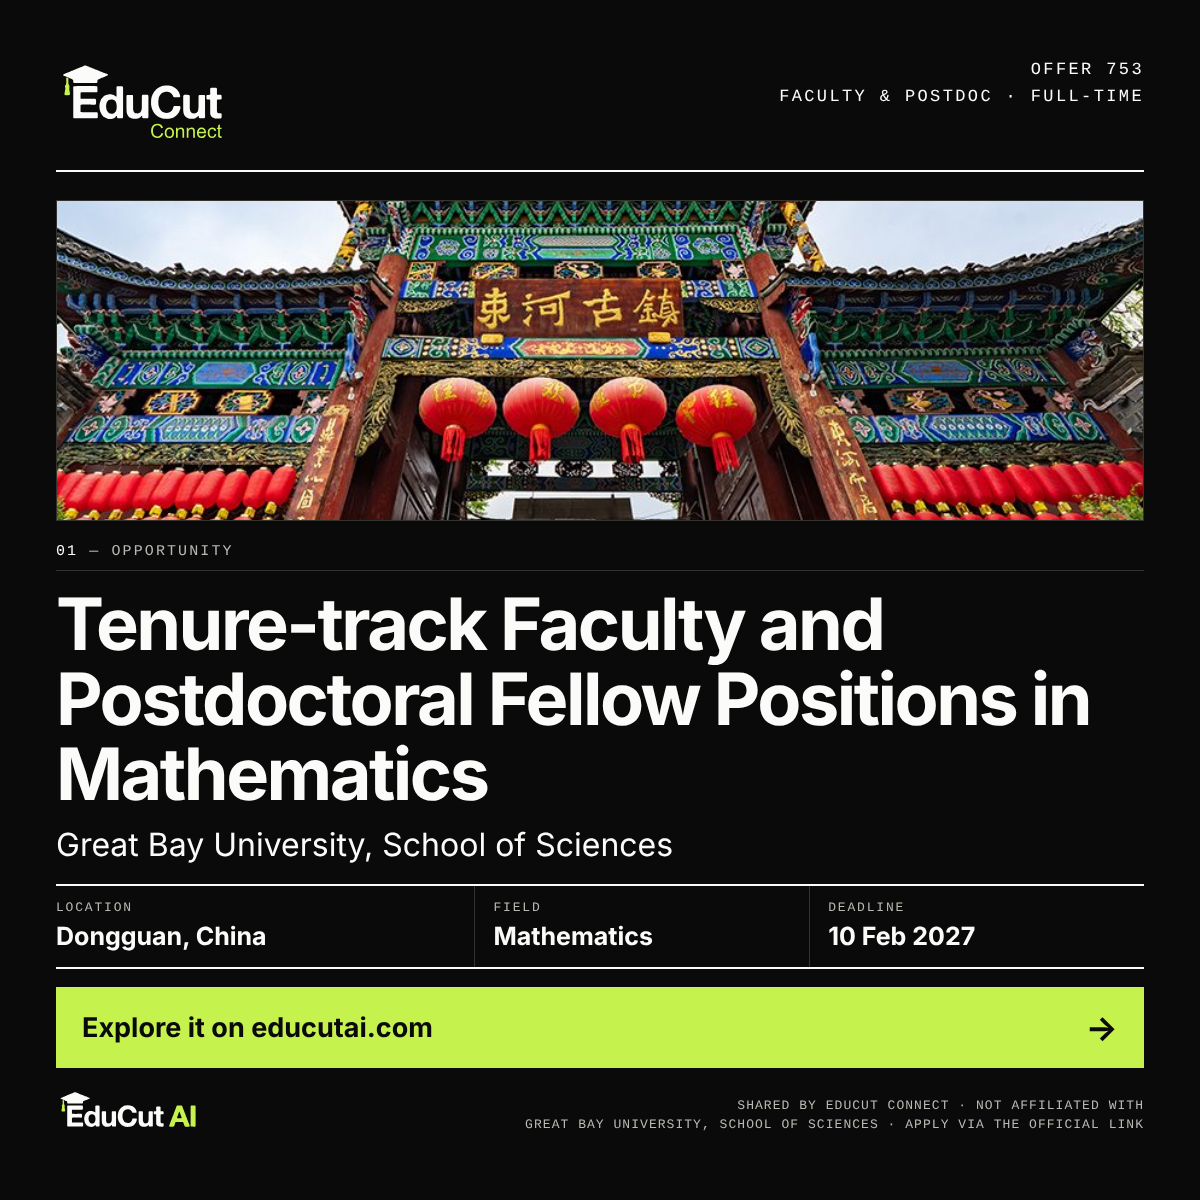 EduCut
Connect
OFFER 753
FACULTY & POSTDOC · FULL-TIME
束河古鎮
01 — OPPORTUNITY
Tenure-track Faculty and
Postdoctoral Fellow Positions in
Mathematics
Great Bay University, School of Sciences
LOCATION
Dongguan, China
FIELD
Mathematics
DEADLINE
10 Feb 2027
Explore it on educutai.com
→
EduCut AI
SHARED BY EDUCUT CONNECT · NOT AFFILIATED WITH
GREAT BAY UNIVERSITY, SCHOOL OF SCIENCES · APPLY VIA THE OFFICIAL LINK